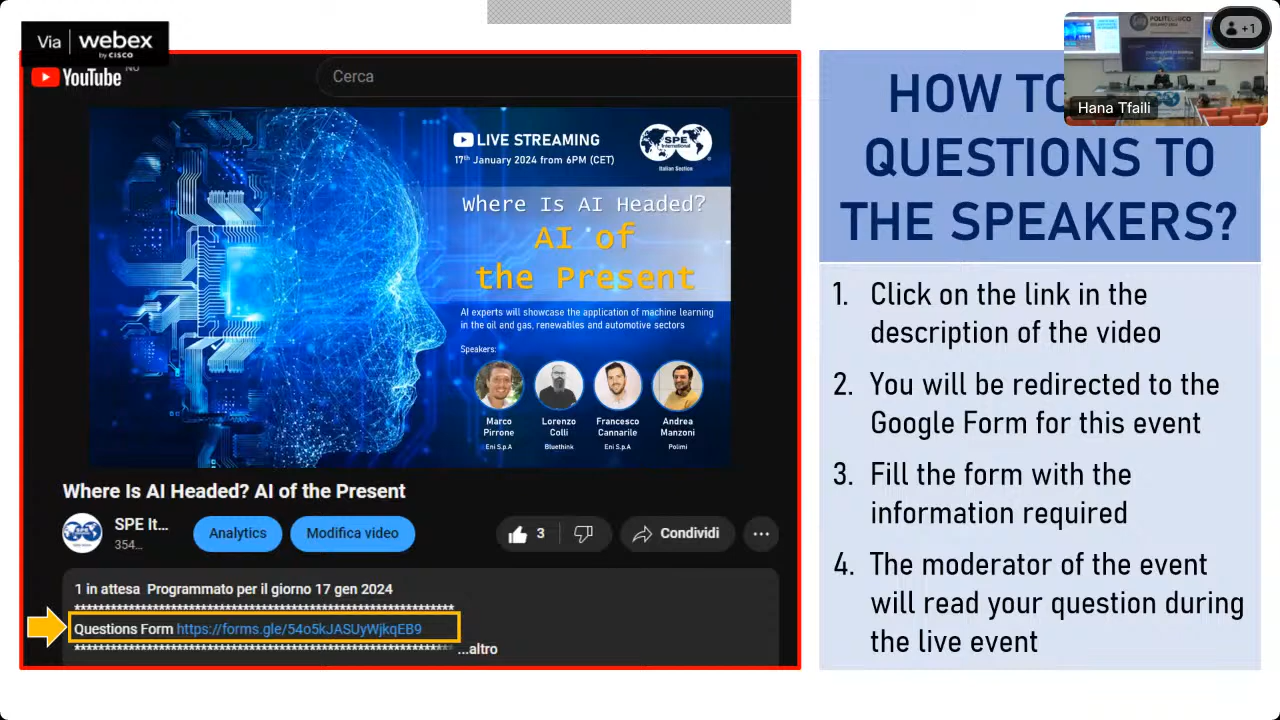 Via webex
by CISCO
YouTube
Cerca
LIVE STREAMING
17th January 2024 from 6PM (CET)
SPE
International
Italian Section
Where Is AI Headed?
AI of
the Present
AI experts will showcase the application of machine learning
in the oil and gas, renewables and automotive sectors
Speakers:
Marco
Pirrone
Eni S.p.A
Lorenzo
Colli
Bluethink
Francesco
Cannarile
Eni S.p.A
Andrea
Manzoni
Polimi
Where Is AI Headed? AI of the Present
SPE It...
354...
Analytics
Modifica video
3
Condividi
1 in attesa Programmato per il giorno 17 gen 2024
Questions Form https://forms.gle/54o5kJASUyWjkqEB9
...altro
HOW TO
QUESTIONS TO
THE SPEAKERS?
1. Click on the link in the
description of the video
2. You will be redirected to the
Google Form for this event
3. Fill the form with the
information required
4. The moderator of the event
will read your question during
the live event
+1
POLITECNICO
Hana Tfaili